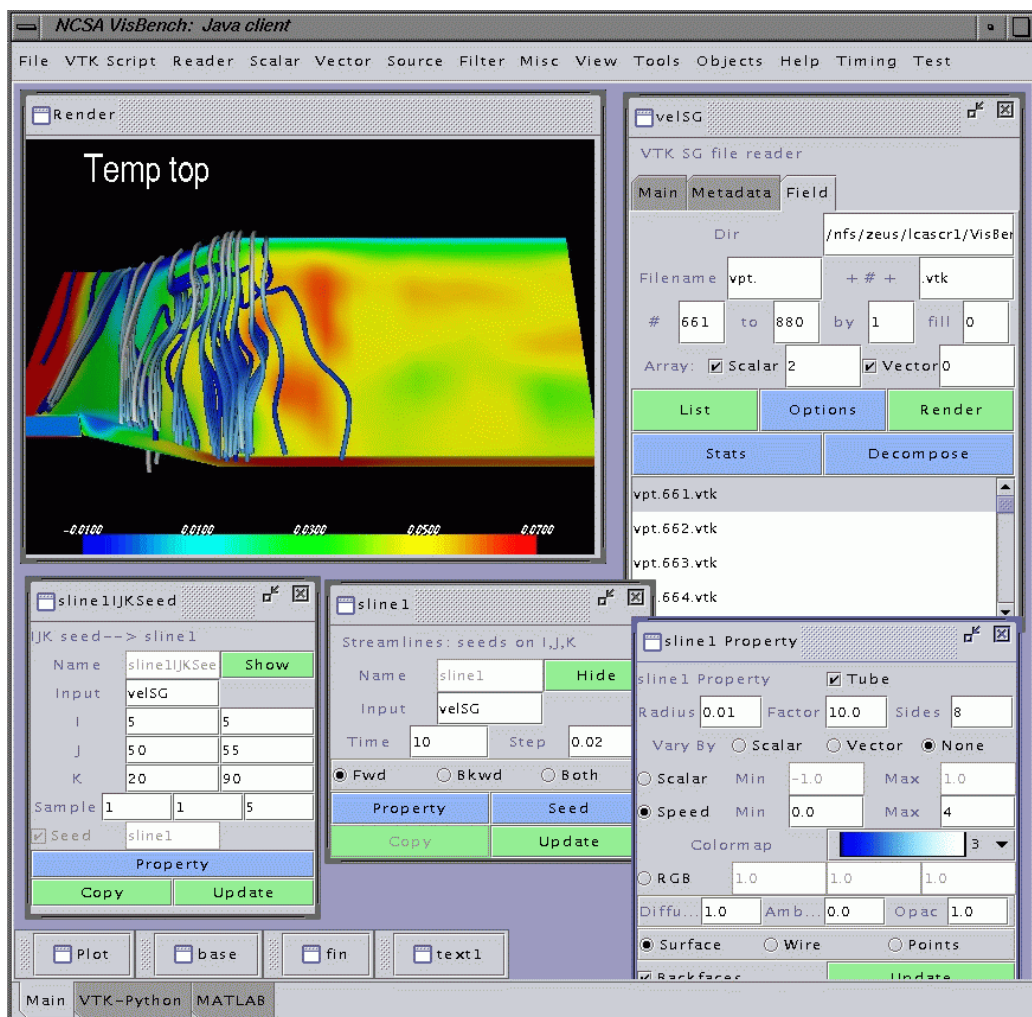 NCSA VisBench: Java client
File VTK Script Reader Scalar Vector Source Filter Misc View Tools Objects Help Timing Test
Render
Temp top
-0.0100 0.0100 0.0300 0.0500 0.0700
velSG
VTK SG file reader
Main Metadata Field
Dir /nfs/zeus/lcascr1/VisBen
Filename vpt. + # + .vtk
# 661 to 880 by 1 fill 0
Array: Scalar 2 Vector 0
List Options Render
Stats Decompose
vpt.661.vtk
vpt.662.vtk
vpt.663.vtk
.664.vtk
sline1IJKSeed
IJK seed--> sline1
Name sline1IJKSee Show
Input velSG
I 5 5
J 50 55
K 20 90
Sample 1 1 5
Seed sline1
Property
Copy Update
sline1
Streamlines: seeds on I,J,K
Name sline1 Hide
Input velSG
Time 10 Step 0.02
Fwd Bkwd Both
Property Seed
Copy Update
sline1 Property
sline1 Property Tube
Radius 0.01 Factor 10.0 Sides 8
Vary By Scalar Vector None
Scalar Min -1.0 Max 1.0
Speed Min 0.0 Max 4
Colormap 3
RGB 1.0 1.0 1.0
Diffu... 1.0 Amb... 0.0 Opac 1.0
Surface Wire Points
Backfaces Update
Plot base fin text1
Main VTK-Python MATLAB